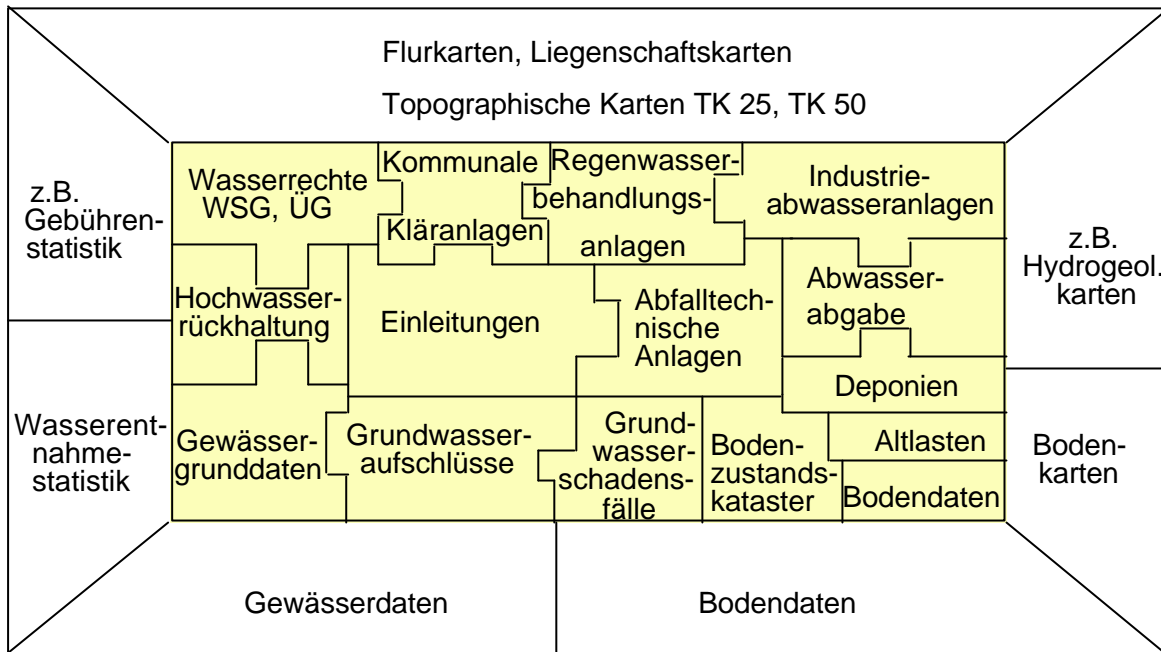 Flurkarten, Liegenschaftskarten
Topographische Karten TK 25, TK 50
z.B.
Gebühren-
statistik
Wasserentnahme-
statistik
Wasserrechte
WSG, ÜG
Kommunale
Kläranlagen
Regenwasser-
behandlungs-
anlagen
Industrie-
abwasseranlagen
Hochwasser-
rückhaltung
Einleitungen
Abfalltech-
nische
Anlagen
Abwasser-
abgabe
Deponien
Gewässer-
grunddaten
Grundwasser-
aufschlüsse
Grund-
wasser-
schadens-
fälle
Boden-
zustands-
kataster
Altlasten
Bodendaten
z.B.
Hydrogeol.
karten
Boden-
karten
Gewässerdaten
Bodendaten